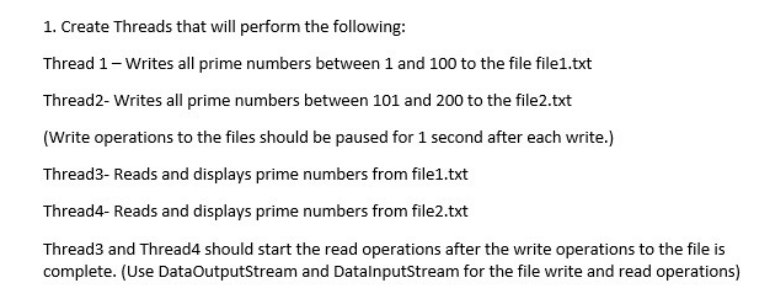 1. Create Threads that will perform the following:
Thread 1 – Writes all prime numbers between 1 and 100 to the file file1.txt
Thread2- Writes all prime numbers between 101 and 200 to the file2.txt
(Write operations to the files should be paused for 1 second after each write.)
Thread3- Reads and displays prime numbers from file1.txt
Thread4- Reads and displays prime numbers from file2.txt
Thread3 and Thread4 should start the read operations after the write operations to the file is
complete. (Use DataOutputStream and DataInputStream for the file write and read operations)